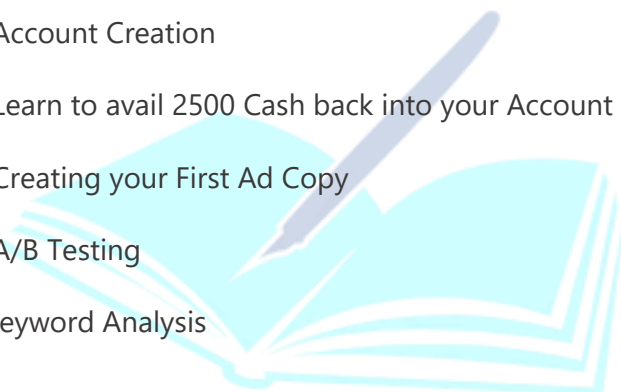 Account Creation
Learn to avail 2500 Cash back into your Account
Creating your First Ad Copy
A/B Testing
eyword Analysis